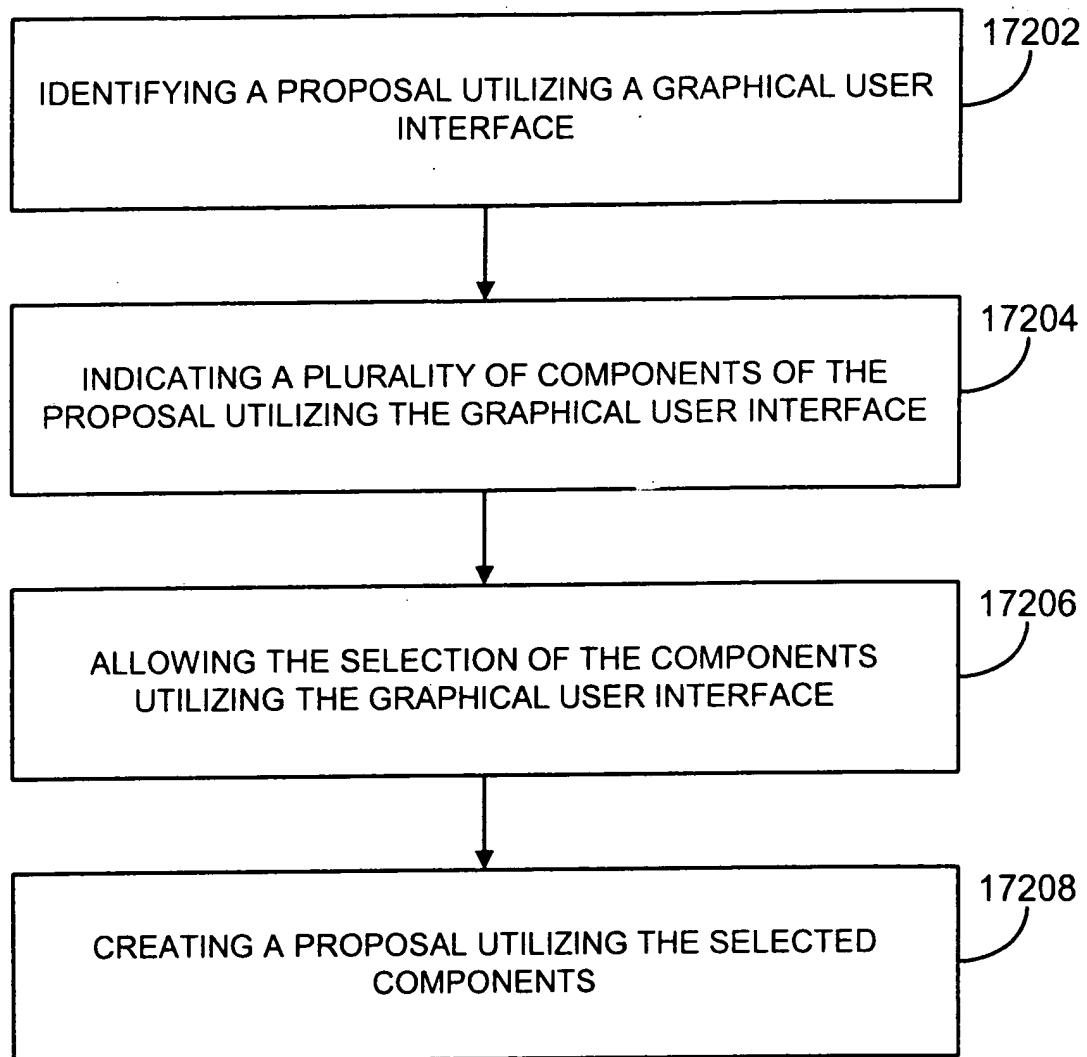 17202
IDENTIFYING A PROPOSAL UTILIZING A GRAPHICAL USER
INTERFACE
17204
INDICATING A PLURALITY OF COMPONENTS OF THE
PROPOSAL UTILIZING THE GRAPHICAL USER INTERFACE
17206
ALLOWING THE SELECTION OF THE COMPONENTS
UTILIZING THE GRAPHICAL USER INTERFACE
17208
CREATING A PROPOSAL UTILIZING THE SELECTED
COMPONENTS